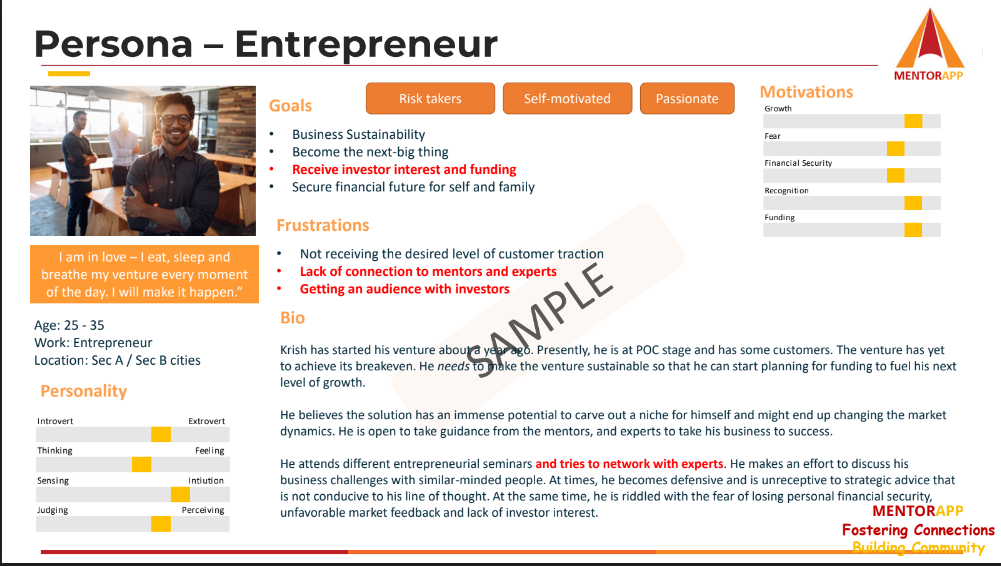 Persona – Entrepreneur
MENTORAPP
Risk takers
Self-motivated
Passionate
Goals
• Business Sustainability
• Become the next-big thing
• Receive investor interest and funding
• Secure financial future for self and family
Motivations
Growth
Fear
Financial Security
Recognition
Funding
I am in love – I eat, sleep and
breathe my venture every moment
of the day. I will make it happen.”
Frustrations
• Not receiving the desired level of customer traction
• Lack of connection to mentors and experts
• Getting an audience with investors
Age: 25 - 35
Work: Entrepreneur
Location: Sec A / Sec B cities
Personality
Introvert Extrovert
Thinking Feeling
Sensing Intiution
Judging Perceiving
Bio
Krish has started his venture about a year ago. Presently, he is at POC stage and has some customers. The venture has yet
to achieve its breakeven. He needs to make the venture sustainable so that he can start planning for funding to fuel his next
level of growth.
He believes the solution has an immense potential to carve out a niche for himself and might end up changing the market
dynamics. He is open to take guidance from the mentors, and experts to take his business to success.
He attends different entrepreneurial seminars and tries to network with experts. He makes an effort to discuss his
business challenges with similar-minded people. At times, he becomes defensive and is unreceptive to strategic advice that
is not conducive to his line of thought. At the same time, he is riddled with the fear of losing personal financial security,
unfavorable market feedback and lack of investor interest.
SAMPLE
MENTORAPP
Fostering Connections
Building Community